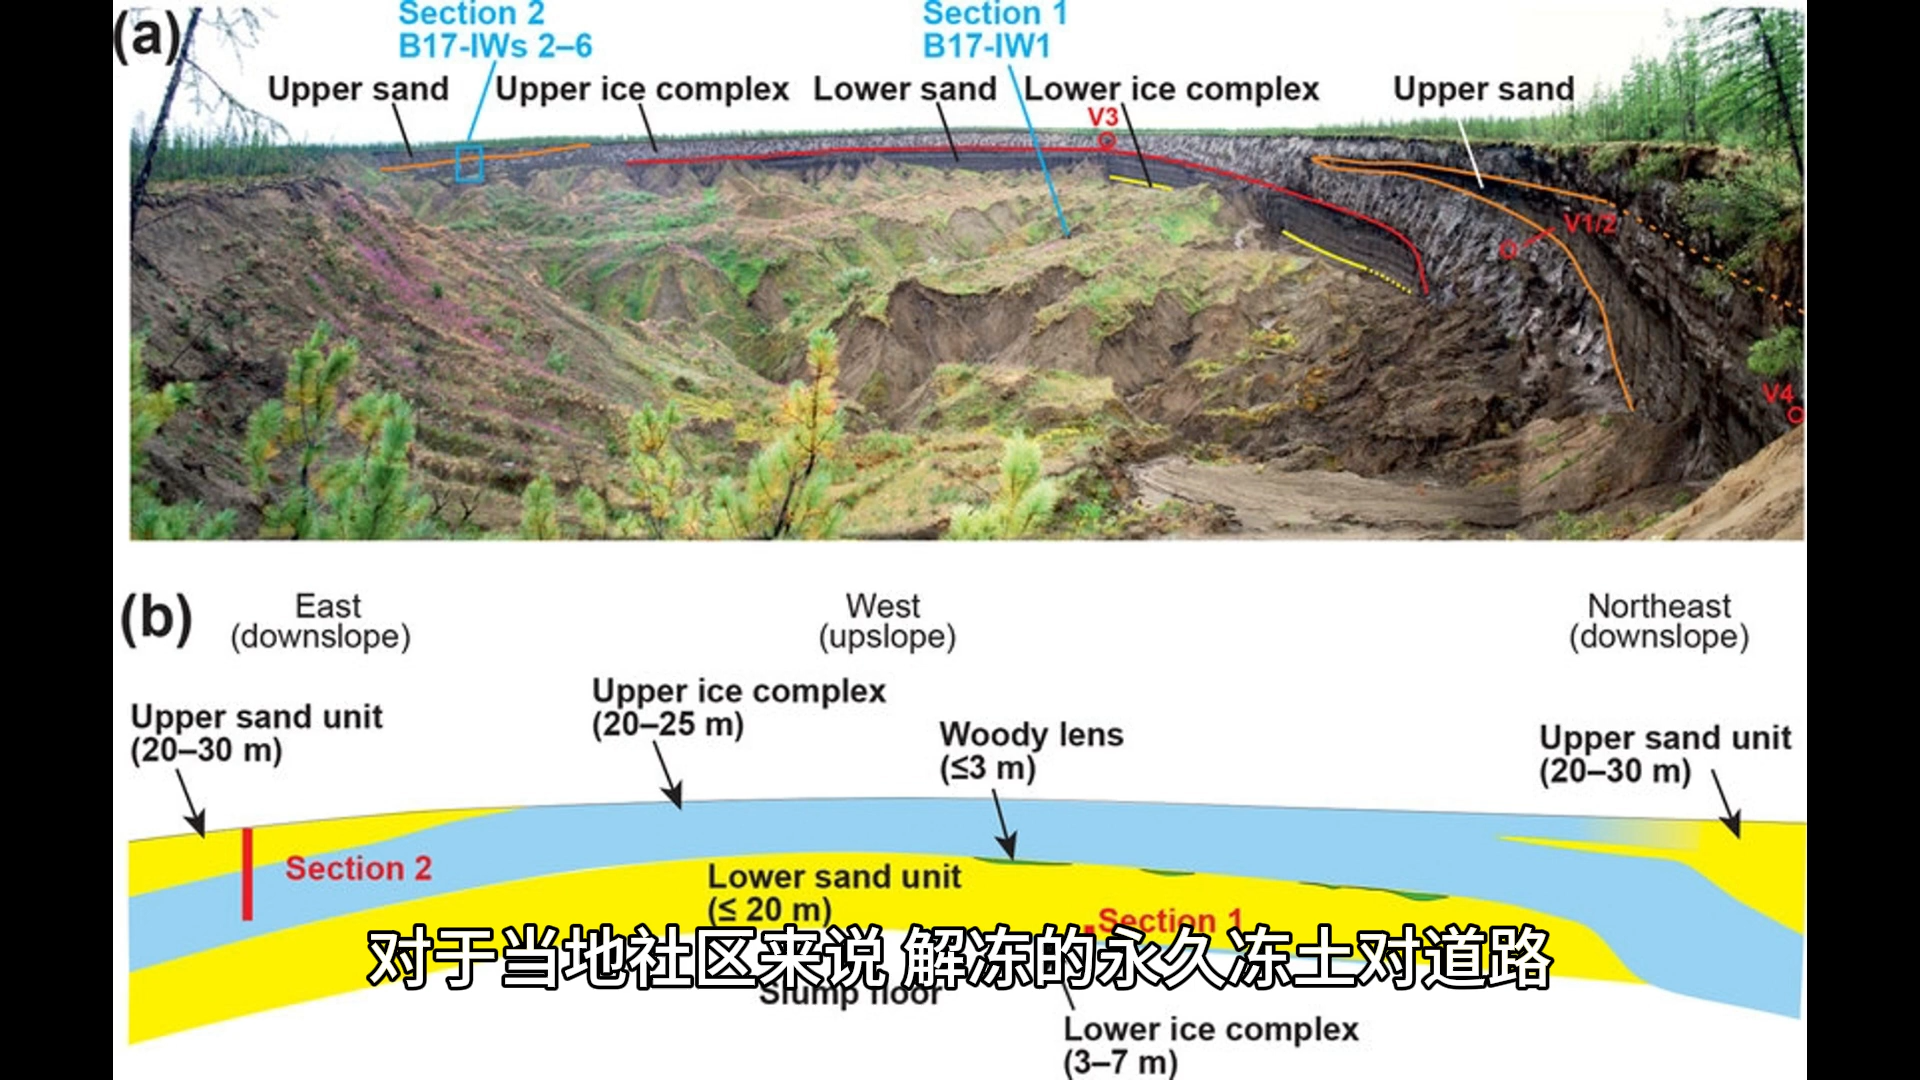 (a)
Section 2
B17-IWs 2–6
Section 1
B17-IW1
Upper sand
Upper ice complex
Lower sand
Lower ice complex
Upper sand
V3
V1/2
V4
(b)
East
(downslope)
West
(upslope)
Northeast
(downslope)
Upper sand unit
(20–30 m)
Upper ice complex
(20–25 m)
Woody lens
(≤3 m)
Upper sand unit
(20–30 m)
Section 2
Lower sand unit
(≤ 20 m)
Section 1
对于当地社区来说 解冻的永久冻土对道路
Slump floor
Lower ice complex
(3–7 m)